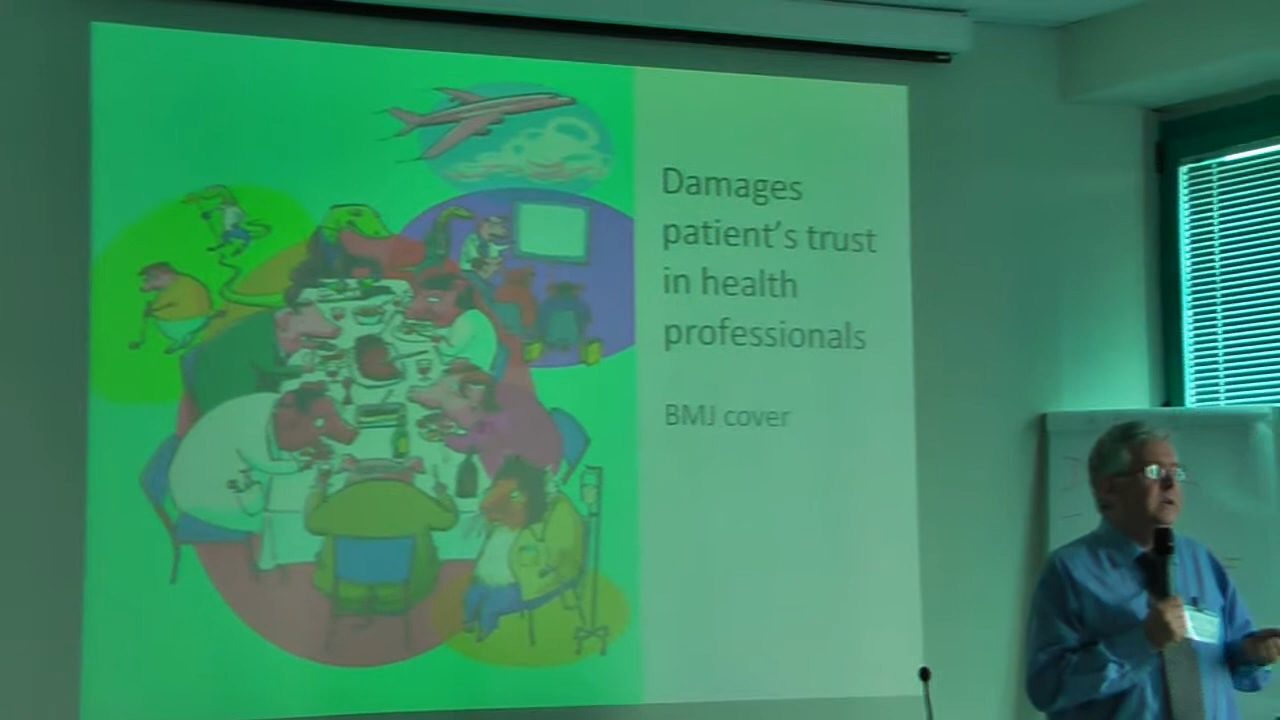 Damages
patient's trust
in health
professionals
BMJ cover